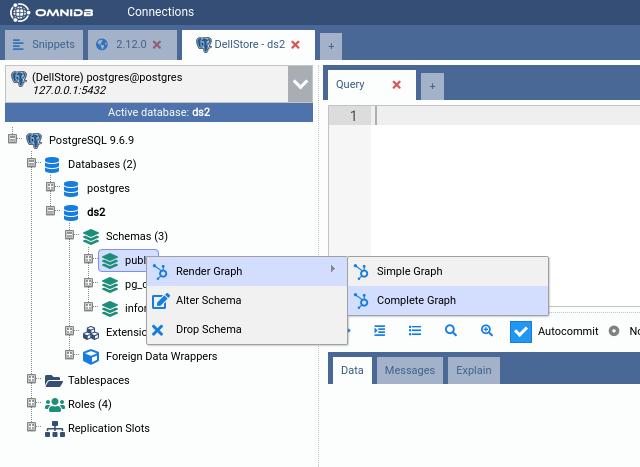 OMNIDB Connections
Snippets 2.12.0 DellStore - ds2 +
(DellStore) postgres@postgres
127.0.0.1:5432
Active database: ds2
Query +
1
PostgreSQL 9.6.9
Databases (2)
postgres
ds2
Schemas (3)
publ
pg_c
infor
Extensio
Foreign Data Wrappers
Tablespaces
Roles (4)
Replication Slots
Render Graph
Alter Schema
Drop Schema
Simple Graph
Complete Graph
Autocommit No
Data Messages Explain